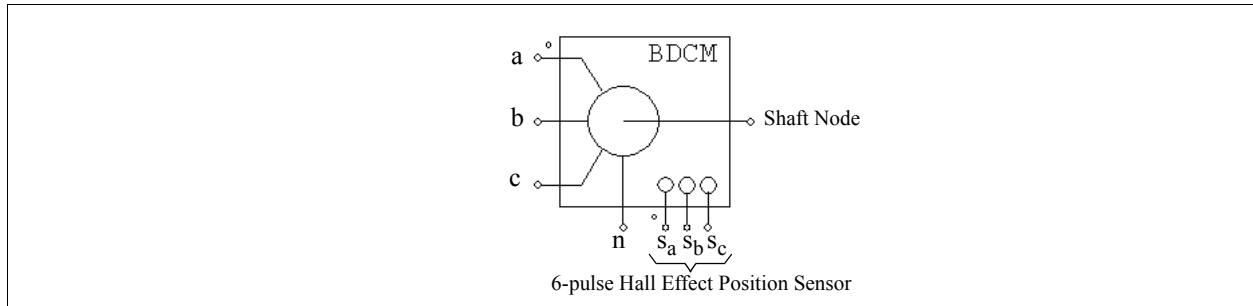 BDCM
a
b
c
Shaft Node
n
sa sb sc
6-pulse Hall Effect Position Sensor